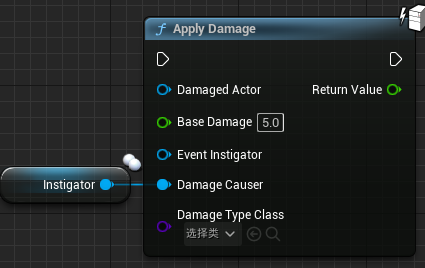 Apply Damage
Damaged Actor
Return Value
Base Damage 5.0
Event Instigator
Instigator
Damage Causer
Damage Type Class
选择类